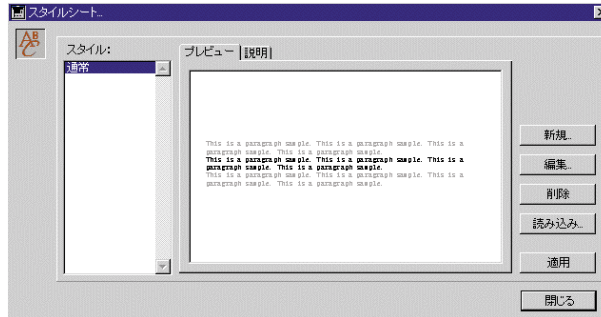 スタイルシート...
ABC
スタイル:
通常
プレビュー
説明
This is a paragraph sample. This is a paragraph sample. This is a
paragraph sample. This is a paragraph sample.
This is a paragraph sample. This is a paragraph sample. This is a
paragraph sample. This is a paragraph sample.
This is a paragraph sample. This is a paragraph sample. This is a
paragraph sample. This is a paragraph sample.
新規...
編集...
削除
読み込み...
適用
閉じる